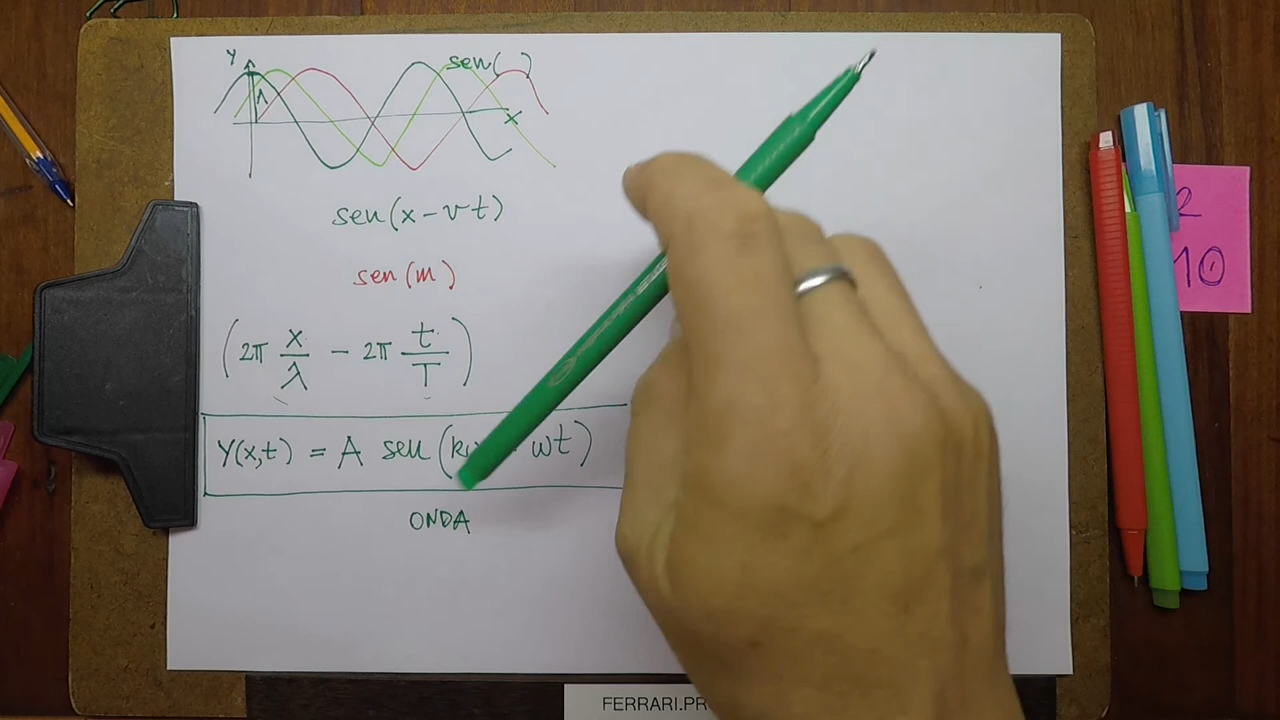 Y
sen( )
A
x
sen(x - vt)
sen(m)
(2π x/λ - 2π t/T)
Y(x,t) = A sen(k ωt)
ONDA
2
10
FERRARI.PR